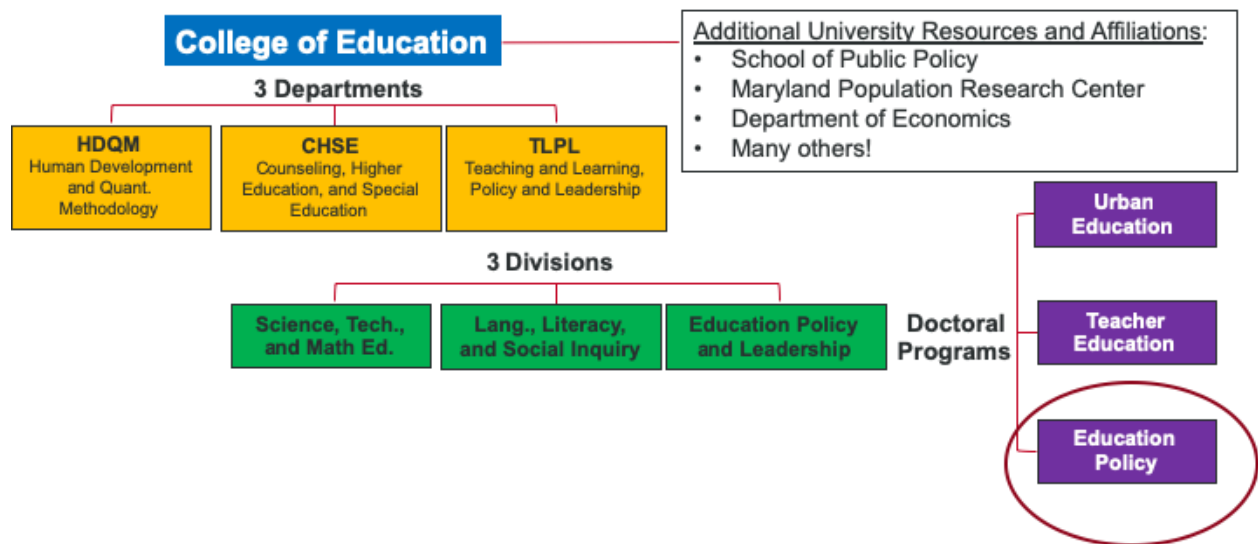 College of Education
Additional University Resources and Affiliations:
• School of Public Policy
• Maryland Population Research Center
• Department of Economics
• Many others!
3 Departments
HDQM
Human Development
and Quant.
Methodology
CHSE
Counseling, Higher
Education, and Special
Education
TLPL
Teaching and Learning,
Policy and Leadership
3 Divisions
Science, Tech.,
and Math Ed.
Lang., Literacy,
and Social Inquiry
Education Policy
and Leadership
Doctoral
Programs
Urban
Education
Teacher
Education
Education
Policy